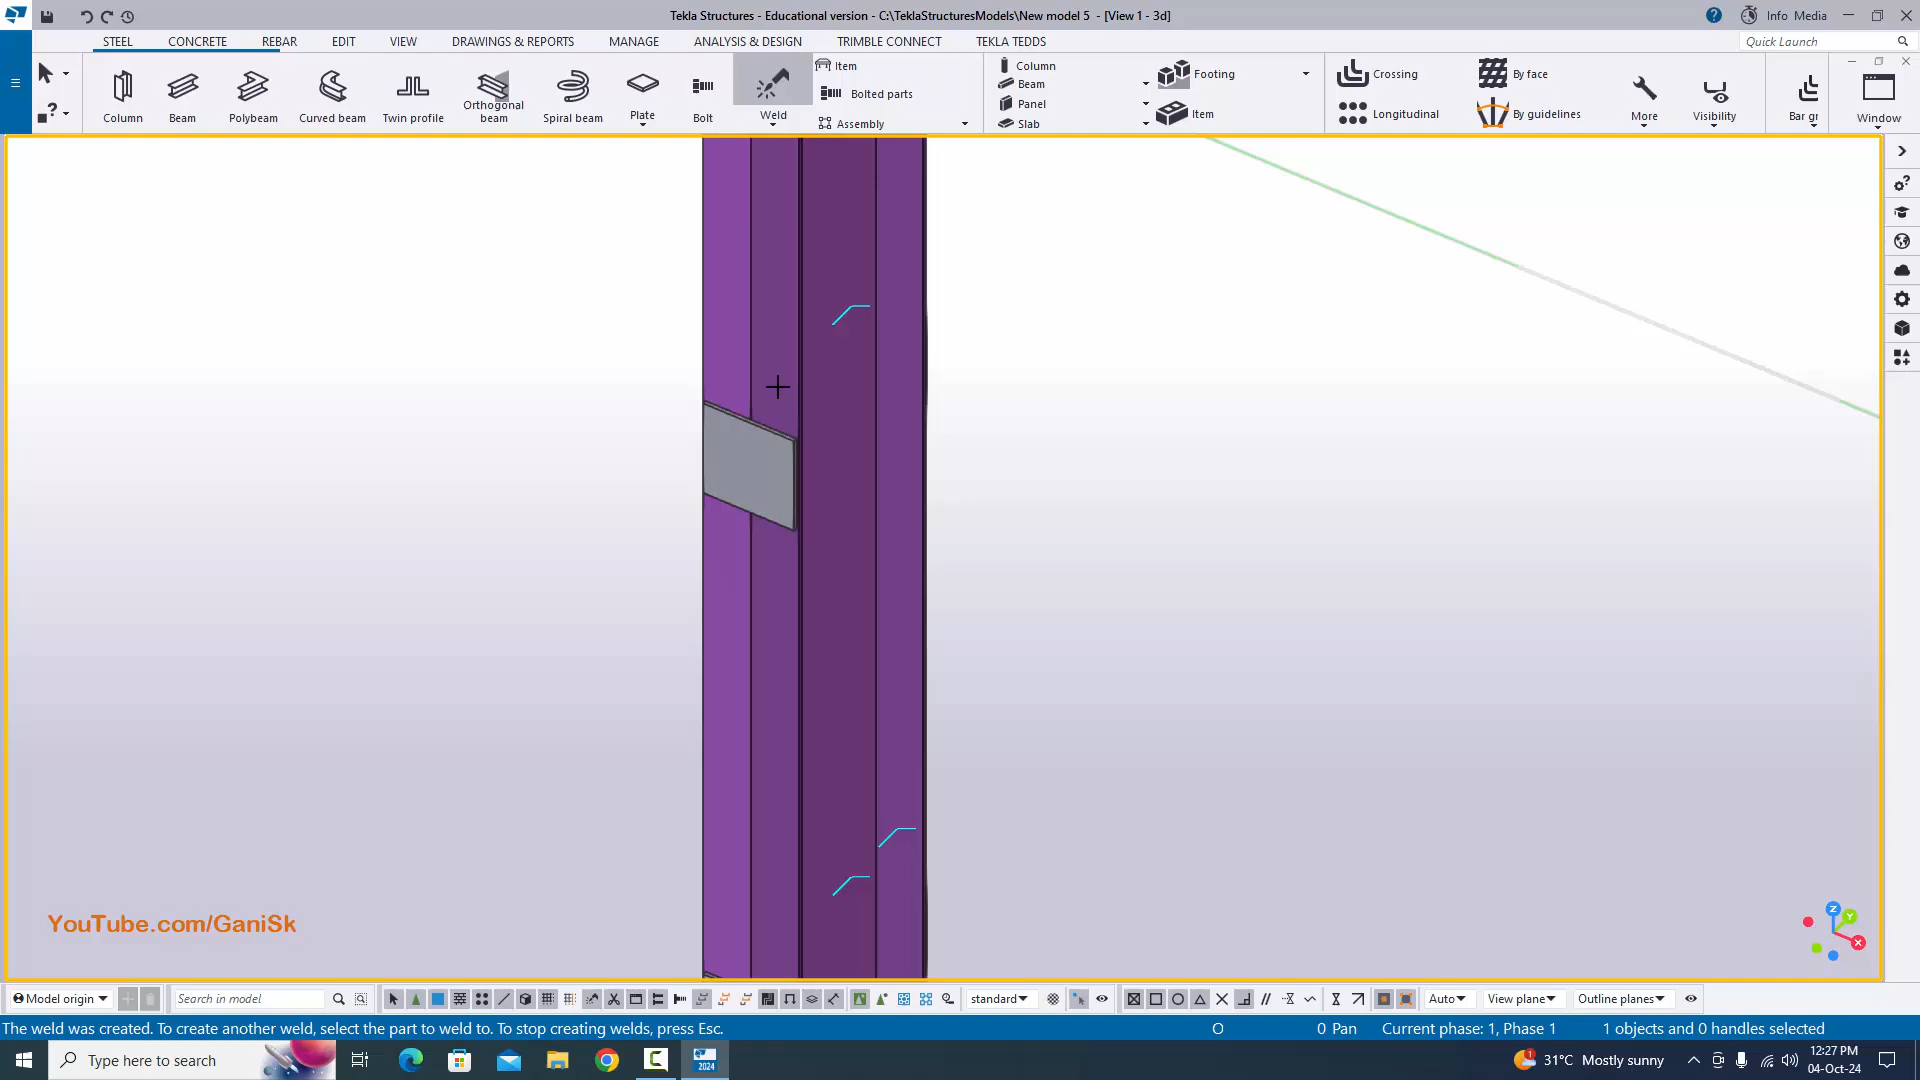 Tekla Structures - Educational version - C:\TeklaStructuresModels\New model 5 - [View 1 - 3d]
Info Media
STEEL CONCRETE REBAR EDIT VIEW DRAWINGS & REPORTS MANAGE ANALYSIS & DESIGN TRIMBLE CONNECT TEKLA TEDDS
Quick Launch
Column Beam Polybeam Curved beam Twin profile Orthogonal beam Spiral beam Plate Bolt Weld
Item
Bolted parts
Assembly
Column
Beam
Panel
Slab
Footing
Item
Crossing
Longitudinal
By face
By guidelines
More Visibility Bar gr Window
Z
Y
X
YouTube.com/GaniSk
Model origin Search in model standard Auto View plane Outline planes
The weld was created. To create another weld, select the part to weld to. To stop creating welds, press Esc. O 0 Pan Current phase: 1, Phase 1 1 objects and 0 handles selected
Type here to search
2024
1
31°C Mostly sunny
12:27 PM
04-Oct-24